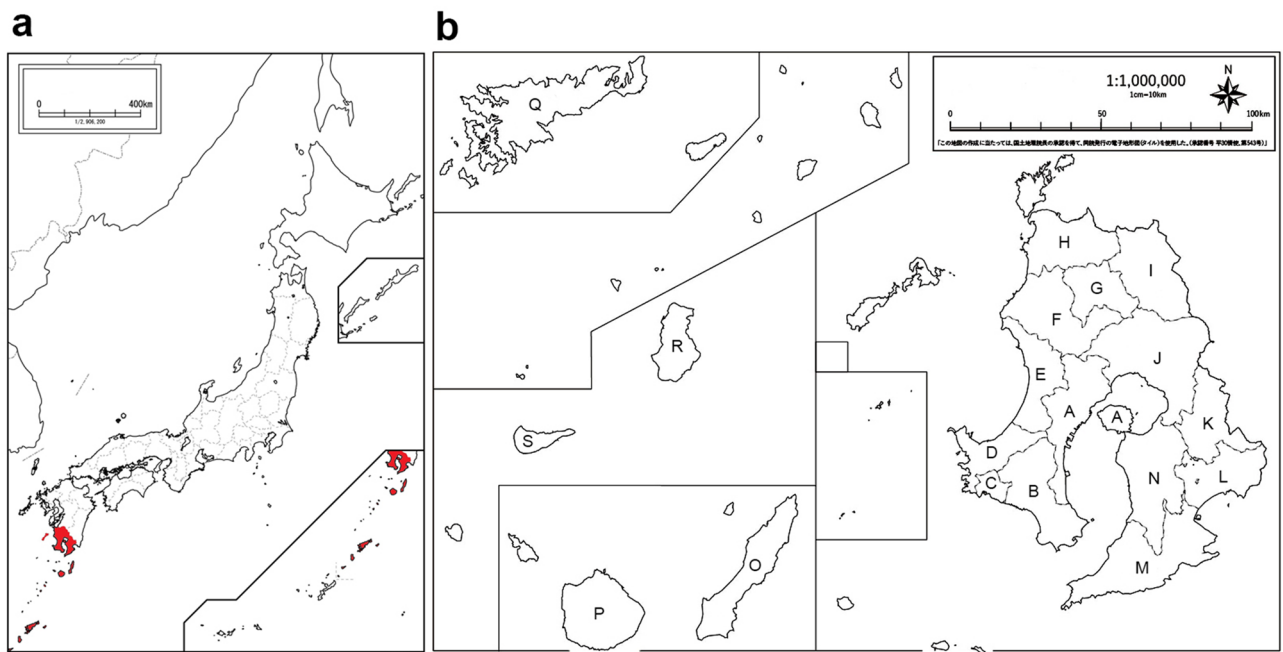 a
b
0
400km
1/2,906,200
1:1,000,000
1cm=10km
N
0
50
100km
「この地図の作成に当たっては、国土地理院長の承認を得て、同院発行の電子地形図(タイル)を使用した。(承認番号 平30情使、第543号)」
Q
H
I
G
F
R
J
E
A
A
K
S
D
L
C
B
N
O
M
P